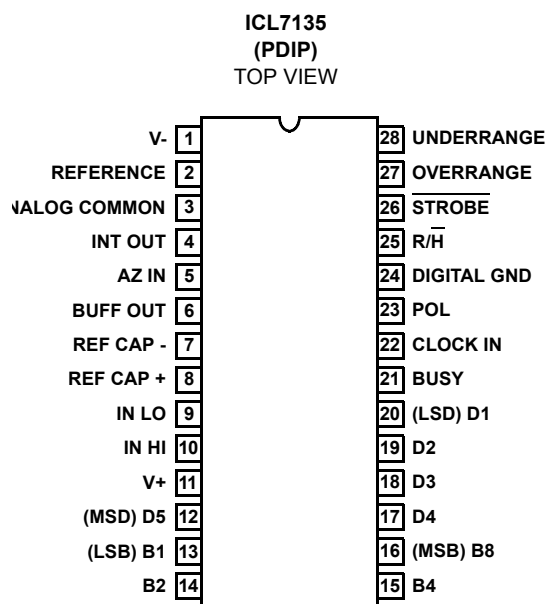 ICL7135
(PDIP)
TOP VIEW
V- 1 28 UNDERRANGE
REFERENCE 2 27 OVERRANGE
NALOG COMMON 3 26 STROBE
INT OUT 4 25 R/H
AZ IN 5 24 DIGITAL GND
BUFF OUT 6 23 POL
REF CAP - 7 22 CLOCK IN
REF CAP + 8 21 BUSY
IN LO 9 20 (LSD) D1
IN HI 10 19 D2
V+ 11 18 D3
(MSD) D5 12 17 D4
(LSB) B1 13 16 (MSB) B8
B2 14 15 B4